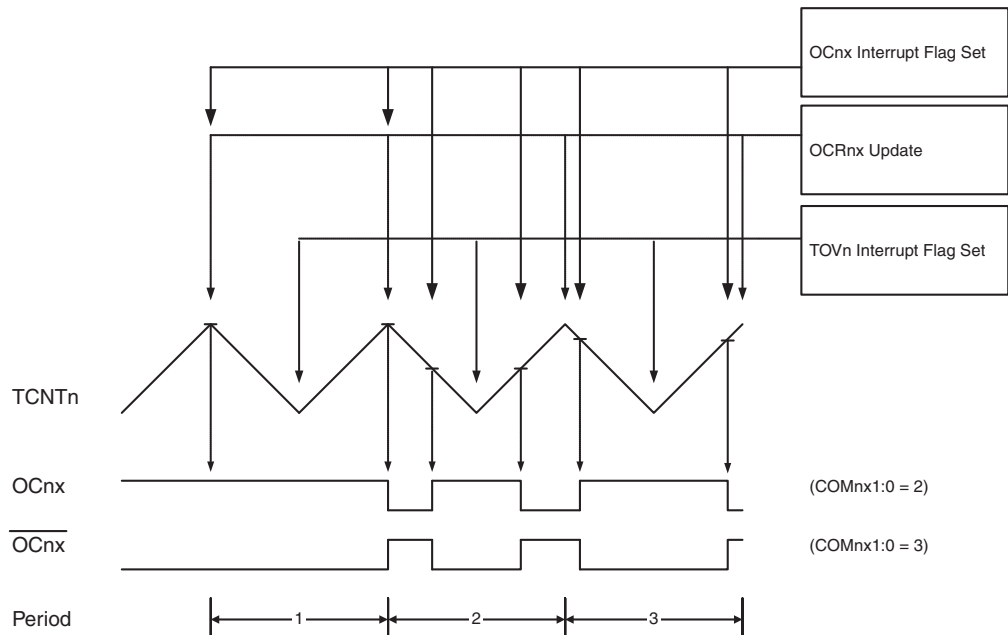 OCnx Interrupt Flag Set
OCRnx Update
TOVn Interrupt Flag Set
TCNTn
OCnx
(COMnx1:0 = 2)
OCnx
(COMnx1:0 = 3)
Period
1
2
3